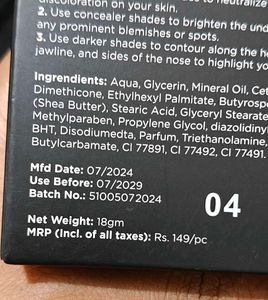 discoloration on your skin.
2. Use concealer shades to brighten the und
any prominent blemishes or spots.
3. Use darker shades to contour along the h
jawline, and sides of the nose to highlight yo
Ingredients: Aqua, Glycerin, Mineral Oil, Cet
Dimethicone, Ethylhexyl Palmitate, Butyrosp
(Shea Butter), Stearic Acid, Glyceryl Stearate
Methylparaben, Propylene Glycol, diazolidiny
BHT, Disodiumedta, Parfum, Triethanolamine,
Butylcarbamate, CI 77891, CI 77492, CI 77491.
Mfd Date: 07/2024
Use Before: 07/2029
Batch No.: 51005072024
04
Net Weight: 18gm
MRP (Incl. of all taxes): Rs. 149/pc